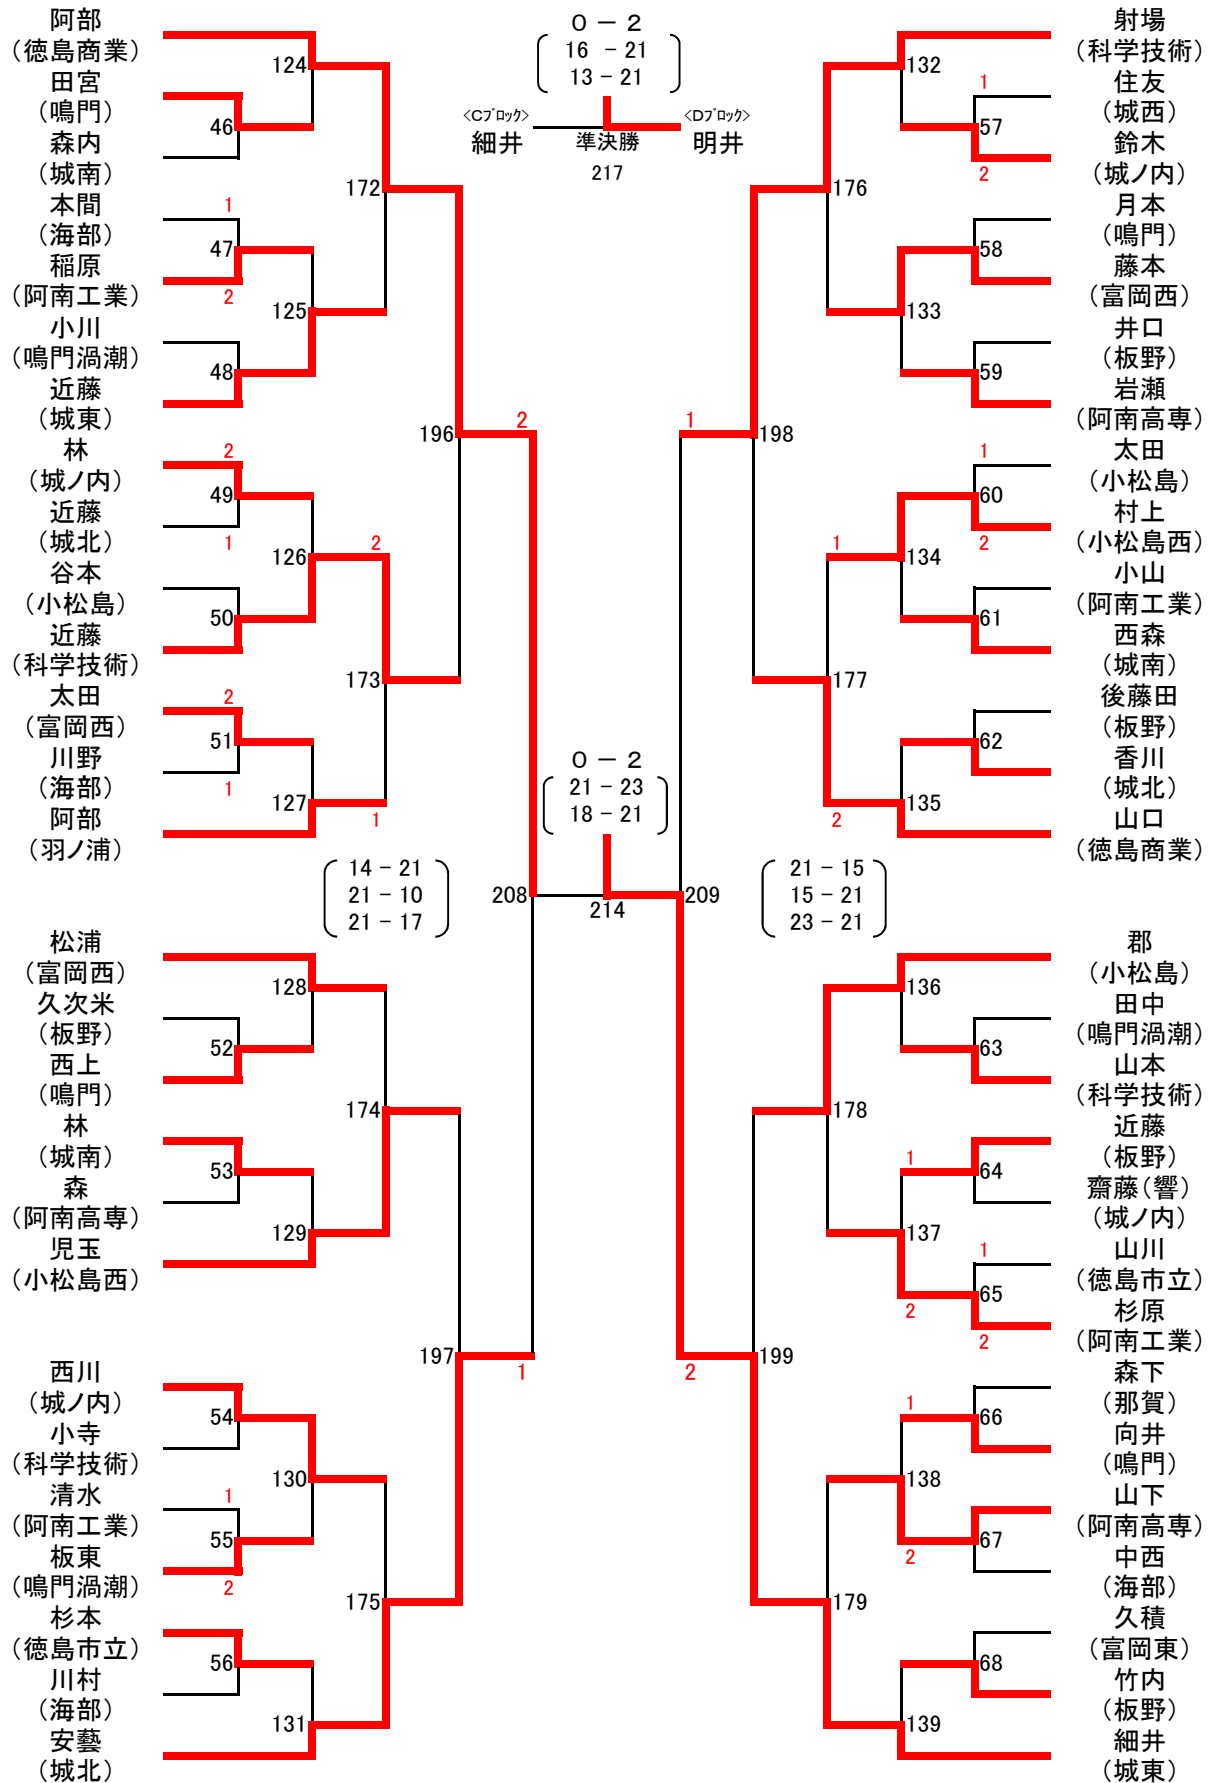 阿部
（徳島商業）
田宮
（鳴門）
森内
（城南）
本間
（海部）
稲原
（阿南工業）
小川
（鳴門渦潮）
近藤
（城東）
林
（城ノ内）
近藤
（城北）
谷本
（小松島）
近藤
（科学技術）
太田
（富岡西）
川野
（海部）
阿部
（羽ノ浦）
松浦
（富岡西）
久次米
（板野）
西上
（鳴門）
林
（城南）
森
（阿南高専）
児玉
（小松島西）
西川
（城ノ内）
小寺
（科学技術）
清水
（阿南工業）
板東
（鳴門渦潮）
杉本
（徳島市立）
川村
（海部）
安藝
（城北）
46
1
47
2
48
2
49
1
50
2
51
1
52
53
54
1
55
2
56
124
125
126
127
128
129
130
131
172
2
173
1
174
175
196
197
2
1
208
14 － 21
21 － 10
21 － 17
0 － 2
16 － 21
13 － 21
<Cブロック>
細井
準決勝
217
<Dブロック>
明井
0 － 2
21 － 23
18 － 21
214
209
21 － 15
15 － 21
23 － 21
1
2
198
199
176
1
177
2
178
179
132
133
134
135
136
1
137
2
1
138
2
139
1
57
2
58
59
1
60
2
61
62
63
64
1
65
2
66
67
68
射場
（科学技術）
住友
（城西）
鈴木
（城ノ内）
月本
（鳴門）
藤本
（富岡西）
井口
（板野）
岩瀬
（阿南高専）
太田
（小松島）
村上
（小松島西）
小山
（阿南工業）
西森
（城南）
後藤田
（板野）
香川
（城北）
山口
（徳島商業）
郡
（小松島）
田中
（鳴門渦潮）
山本
（科学技術）
近藤
（板野）
齋藤（響）
（城ノ内）
山川
（徳島市立）
杉原
（阿南工業）
森下
（那賀）
向井
（鳴門）
山下
（阿南高専）
中西
（海部）
久積
（富岡東）
竹内
（板野）
細井
（城東）